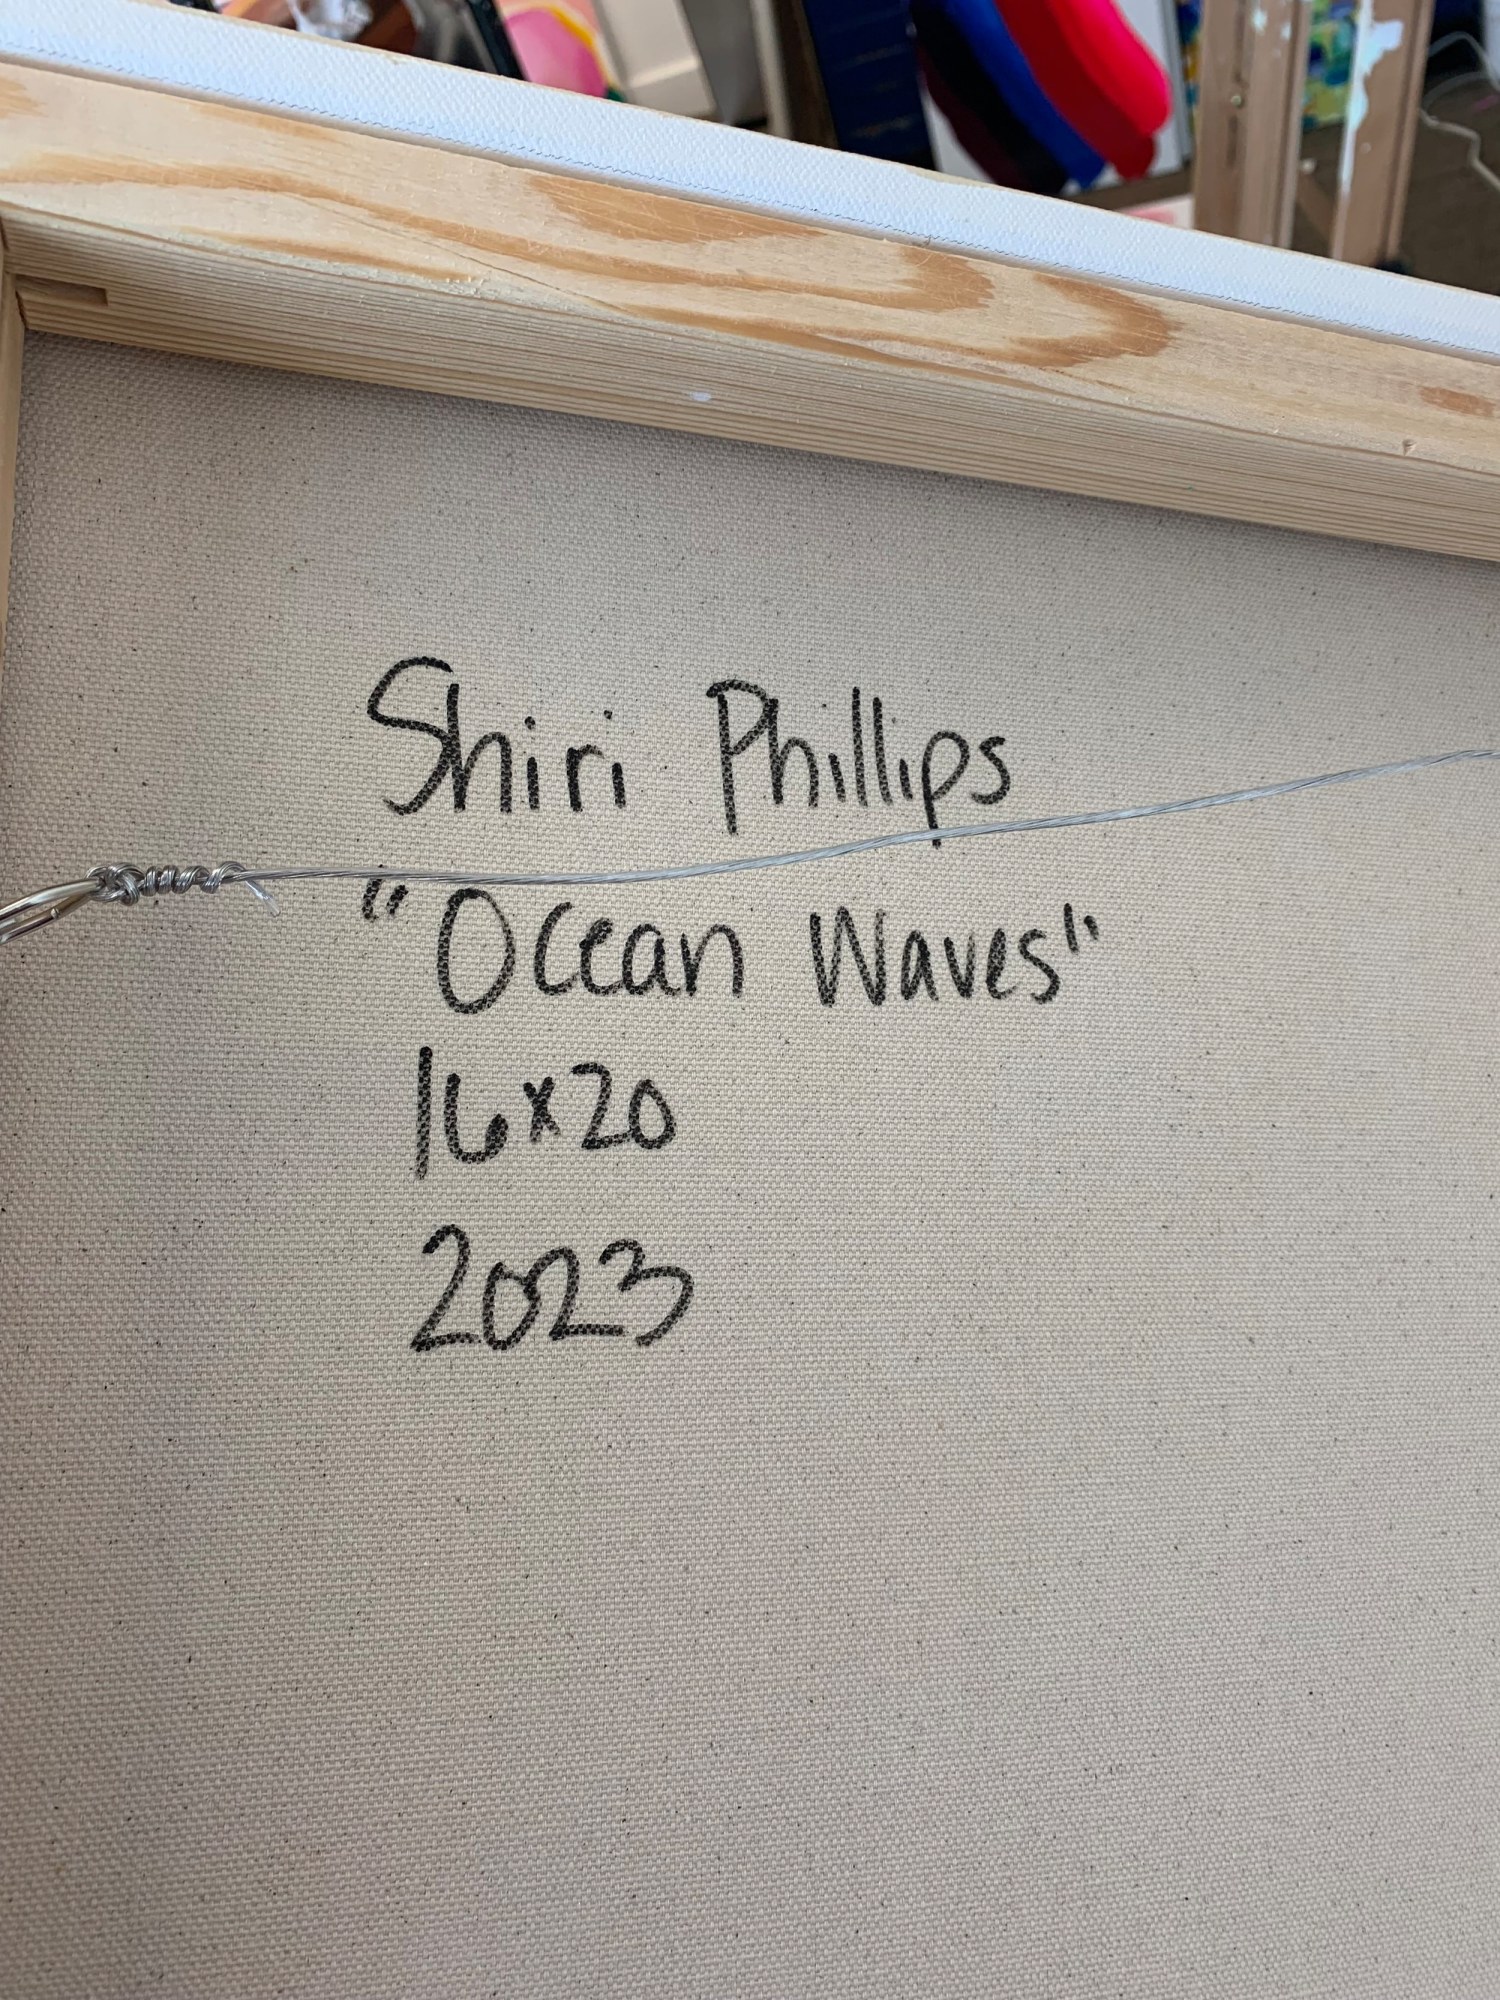 Shiri Phillips
"Ocean Waves"
16x20
2023